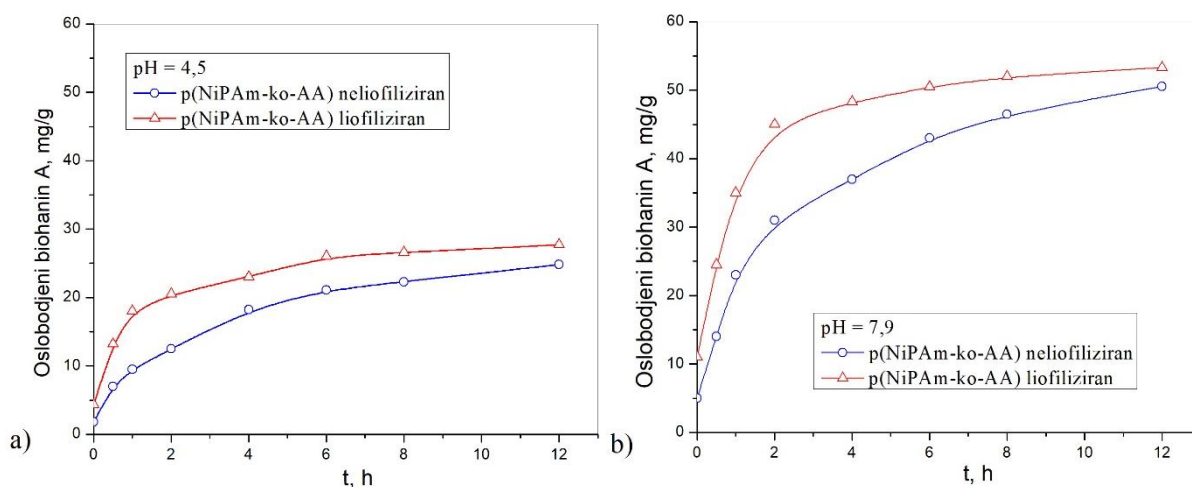 60
50
40
30
20
10
0
Oslobodjeni biohanin A, mg/g
pH = 4,5
p(NiPAm-ko-AA) neliofiliziran
p(NiPAm-ko-AA) liofiliziran
0 2 4 6 8 10 12
t, h
a)
60
50
40
30
20
10
0
Oslobodjeni biohanin A, mg/g
pH = 7,9
p(NiPAm-ko-AA) neliofiliziran
p(NiPAm-ko-AA) liofiliziran
0 2 4 6 8 10 12
t, h
b)